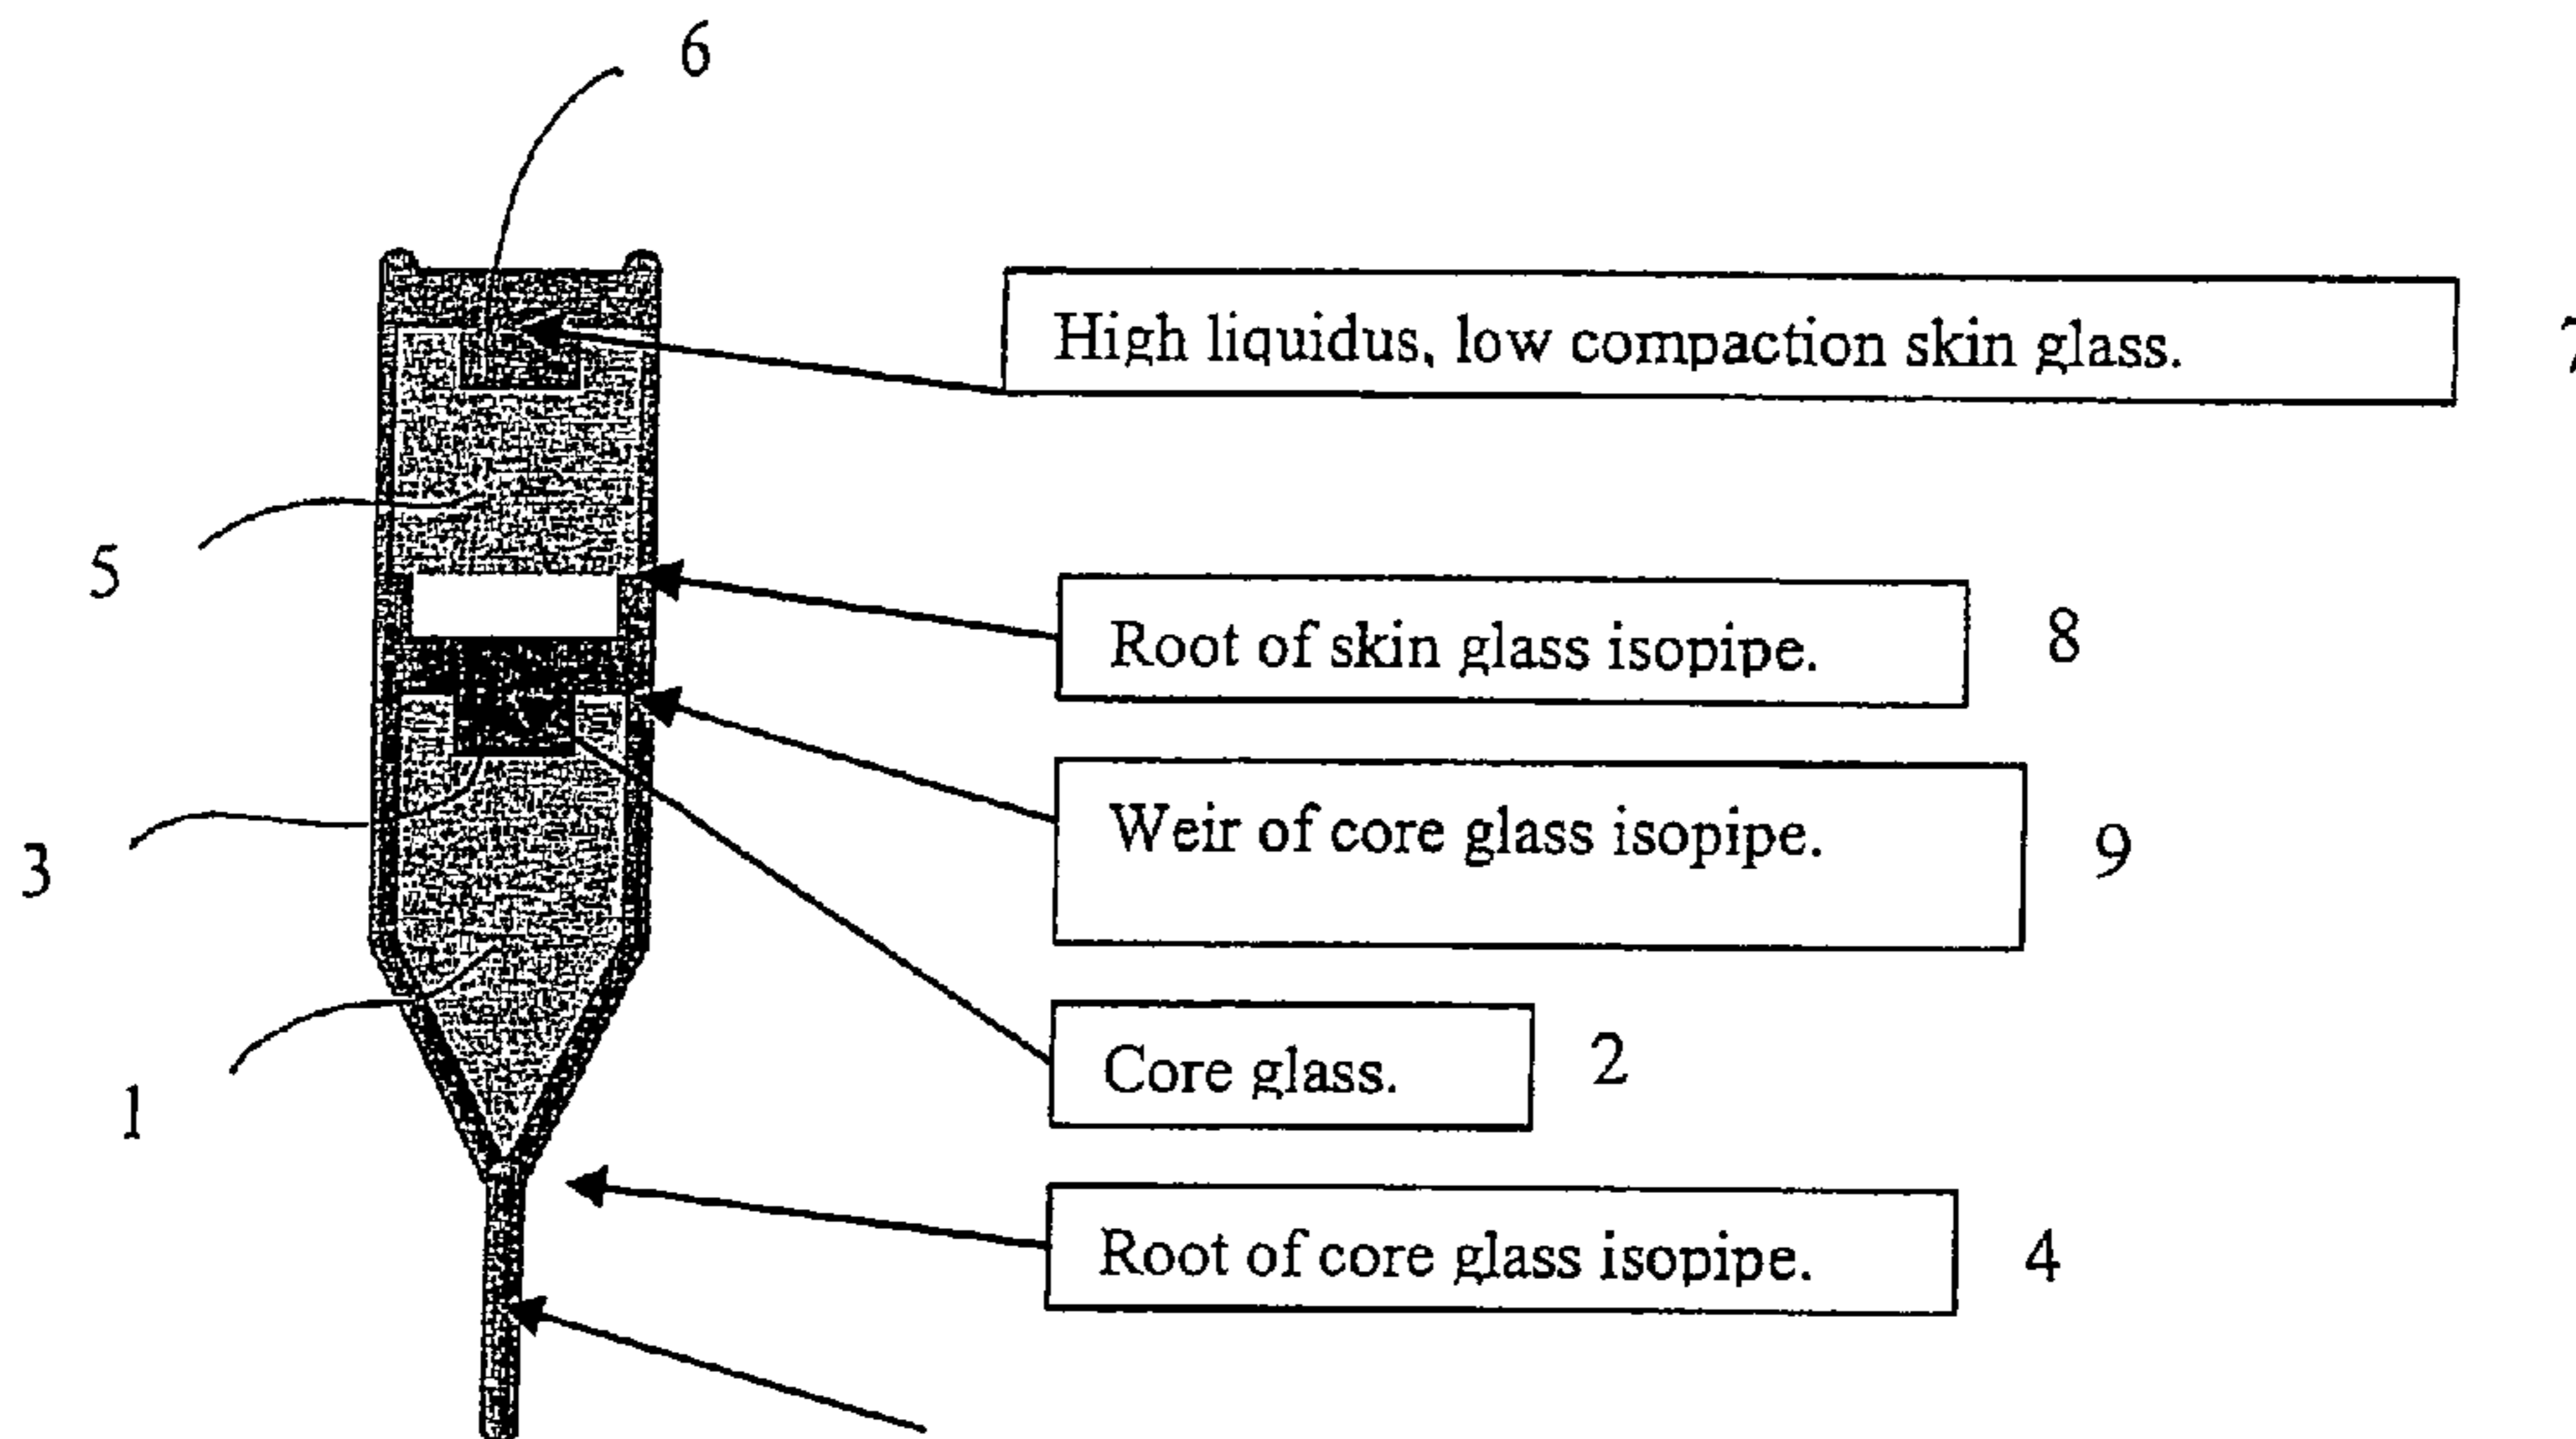 6
High liquidus, low compaction skin glass.
7
5
Root of skin glass isopipe.
8
Weir of core glass isopipe.
9
3
Core glass.
2
1
Root of core glass isopipe.
4